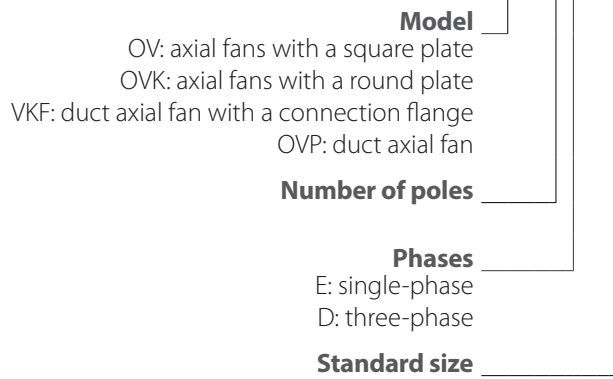 Model
OV: axial fans with a square plate
OVK: axial fans with a round plate
VKF: duct axial fan with a connection flange
OVP: duct axial fan
Number of poles
Phases
E: single-phase
D: three-phase
Standard size